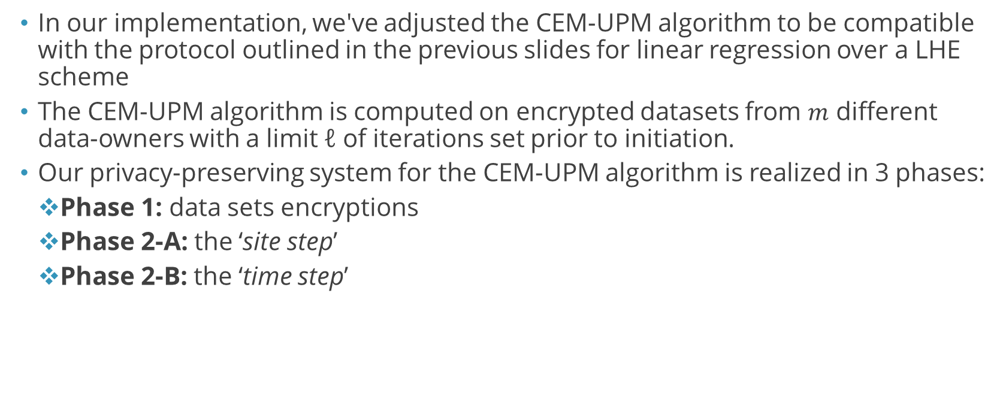 • In our implementation, we've adjusted the CEM-UPM algorithm to be compatible
with the protocol outlined in the previous slides for linear regression over a LHE
scheme
• The CEM-UPM algorithm is computed on encrypted datasets from m different
data-owners with a limit ℓ of iterations set prior to initiation.
• Our privacy-preserving system for the CEM-UPM algorithm is realized in 3 phases:
❖Phase 1: data sets encryptions
❖Phase 2-A: the ‘site step’
❖Phase 2-B: the ‘time step’